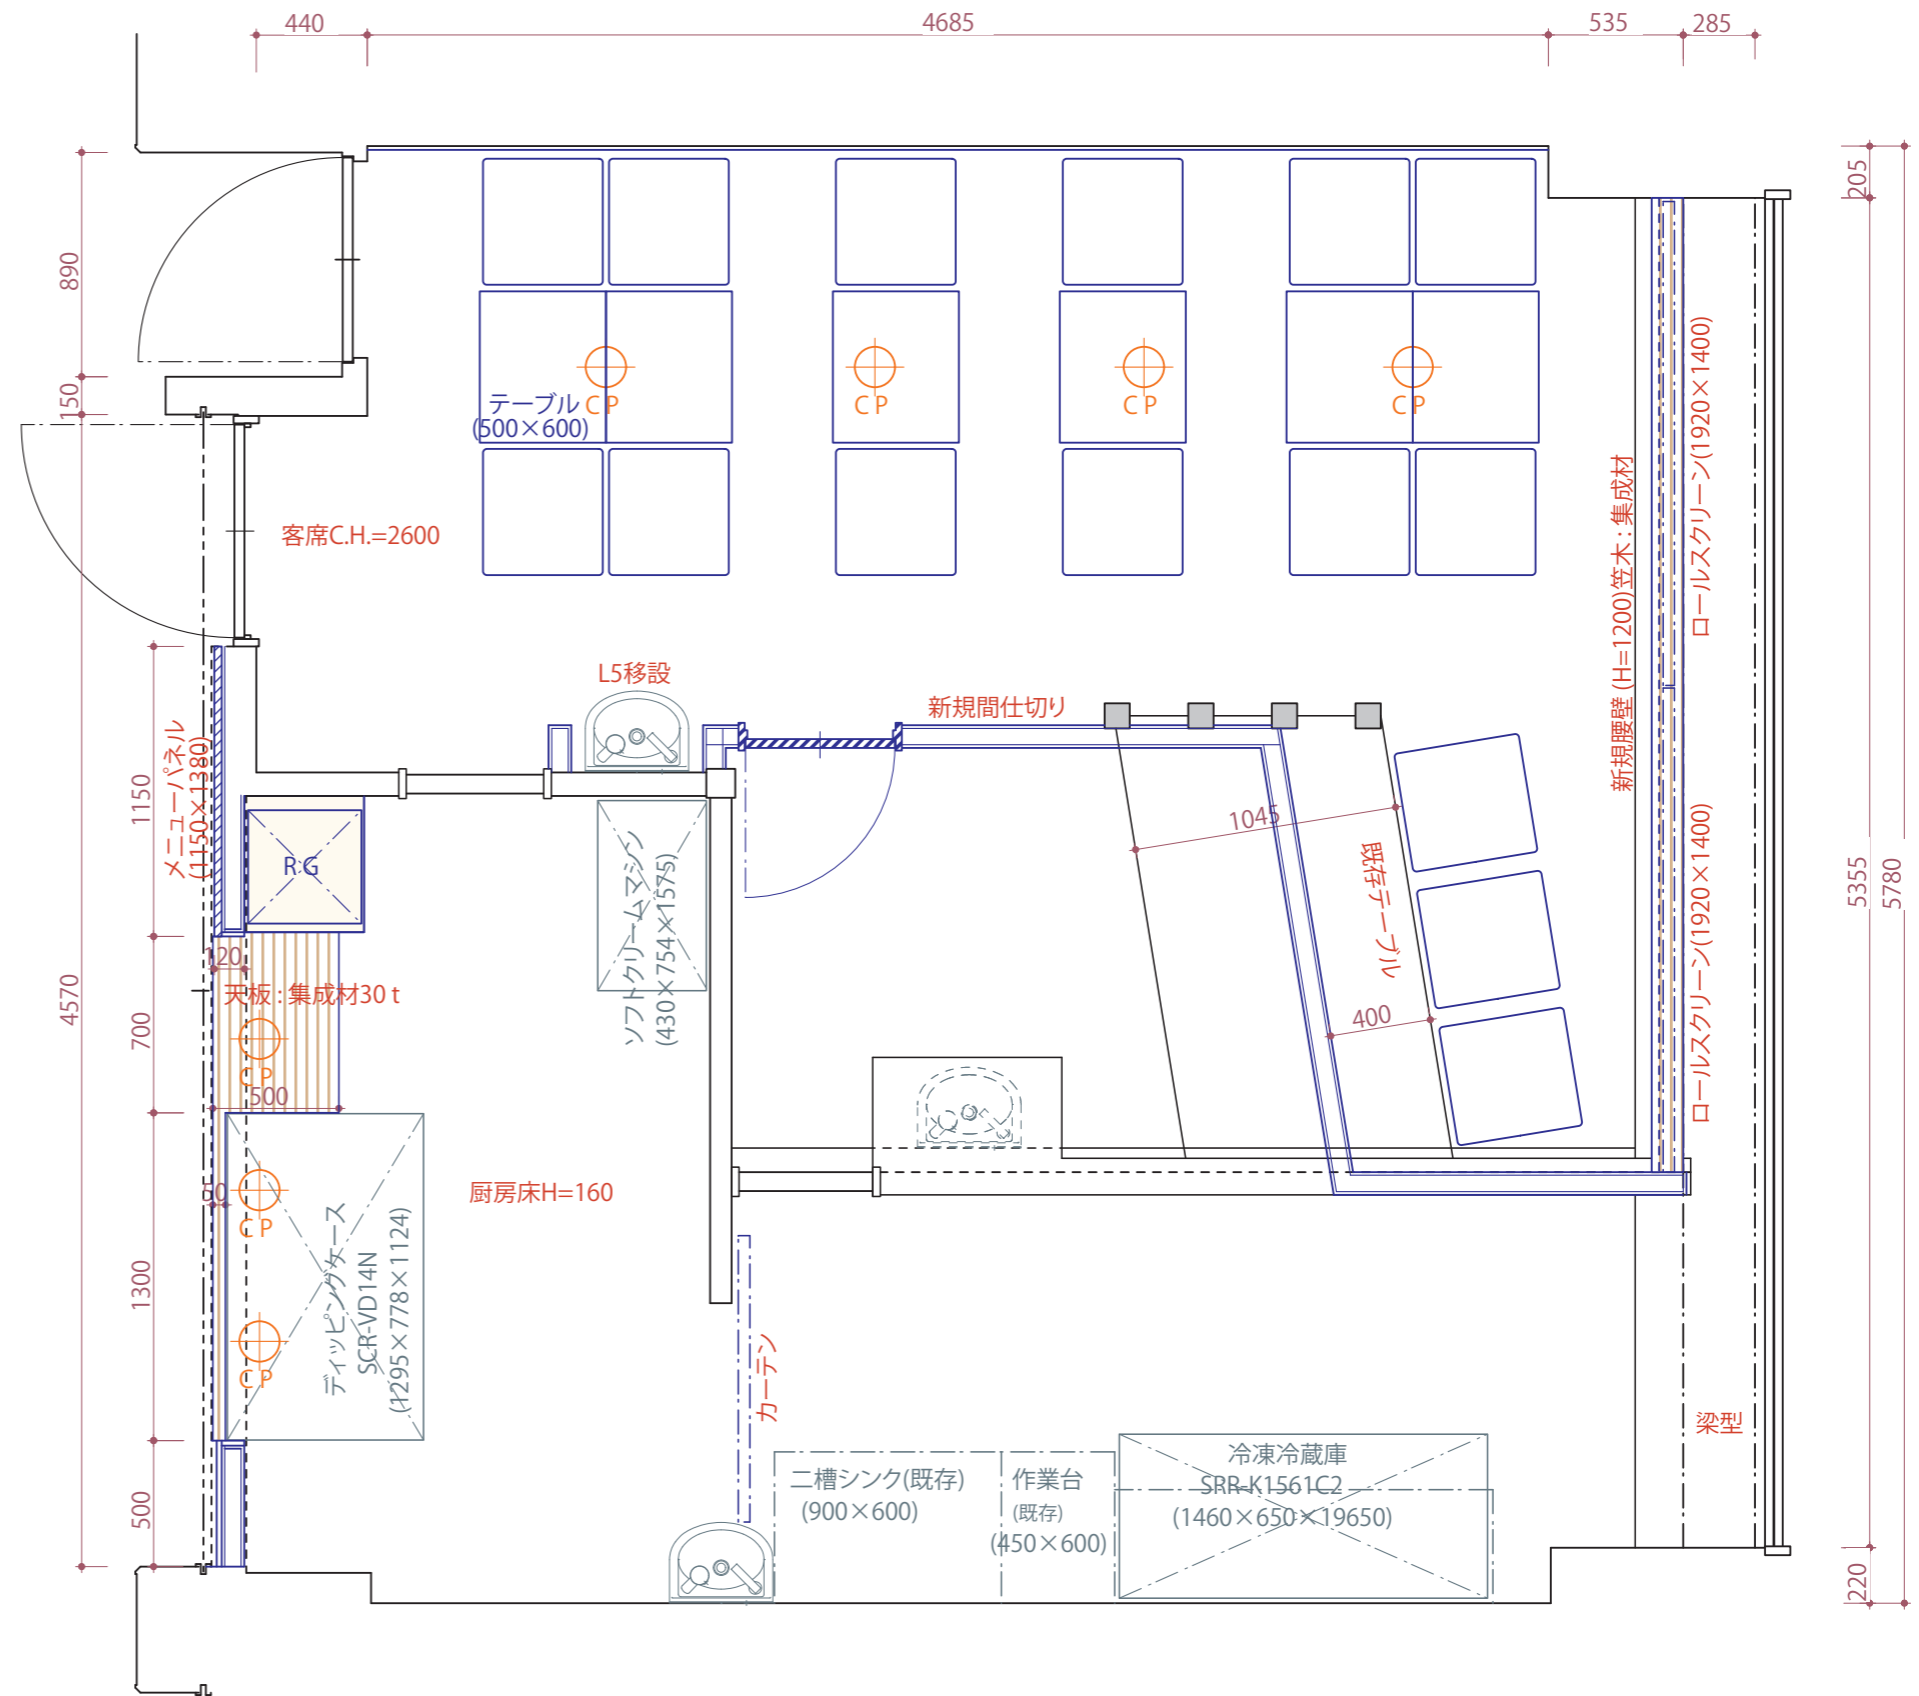 440
4685
535
285
205
890
150
テーブル
(500×600)
CP
CP
CP
CP
客席C.H.=2600
ロールスクリーン(1920×1400)
新規腰壁 (H=1200)笠木 : 集成材
L5移設
新規間仕切り
メニューパネル
(1150×1380)
1150
RG
ソフトクリームマシン
(430×754×1575)
1045
既存テーブル
400
ロールスクリーン(1920×1400)
5355
5780
4570
120
天板 : 集成材30 t
700
CP
500
50
CP
厨房床H=160
ディッピングケース
SCR-VD14N
(1295×778×1124)
1300
CP
カーテン
梁型
500
二槽シンク(既存)
(900×600)
作業台
(既存)
(450×600)
冷凍冷蔵庫
SRR-K1561C2
(1460×650×19650)
220